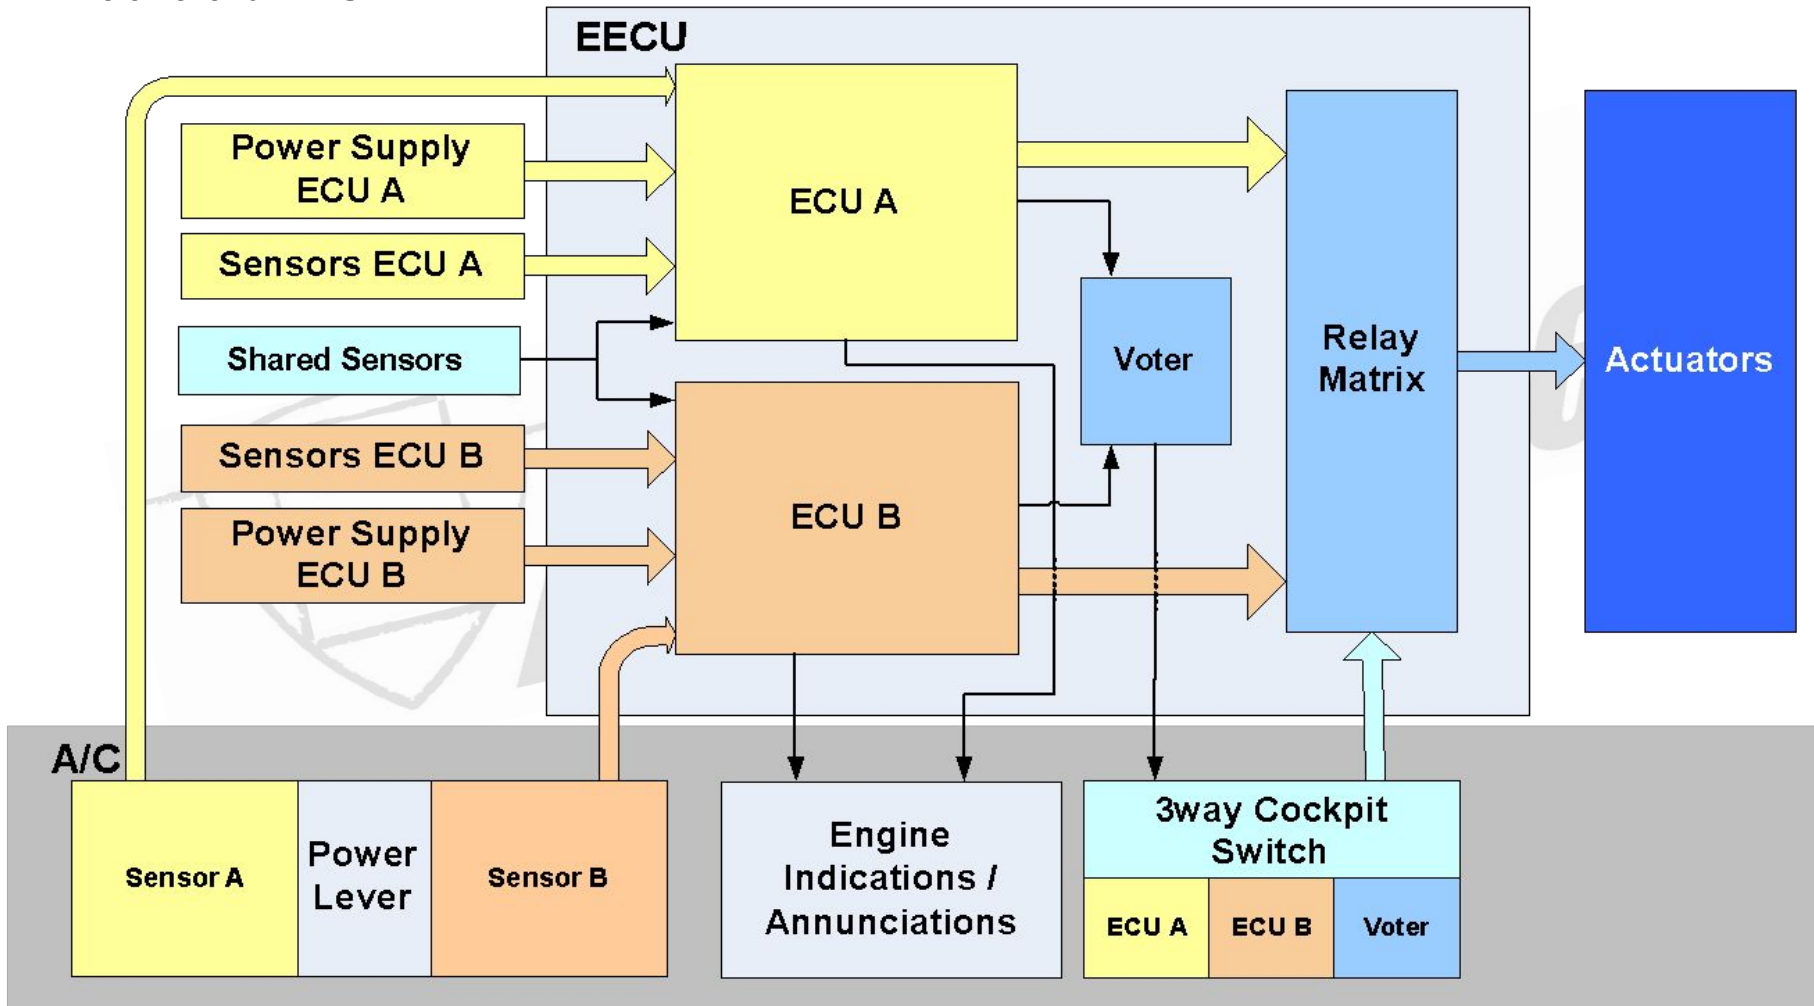 EECU
Power Supply
ECU A
ECU A
Sensors ECU A
Shared Sensors
Voter
Relay
Matrix
Actuators
Sensors ECU B
ECU B
Power Supply
ECU B
A/C
Sensor A
Power
Lever
Sensor B
Engine
Indications /
Annunciations
3way Cockpit
Switch
ECU A
ECU B
Voter